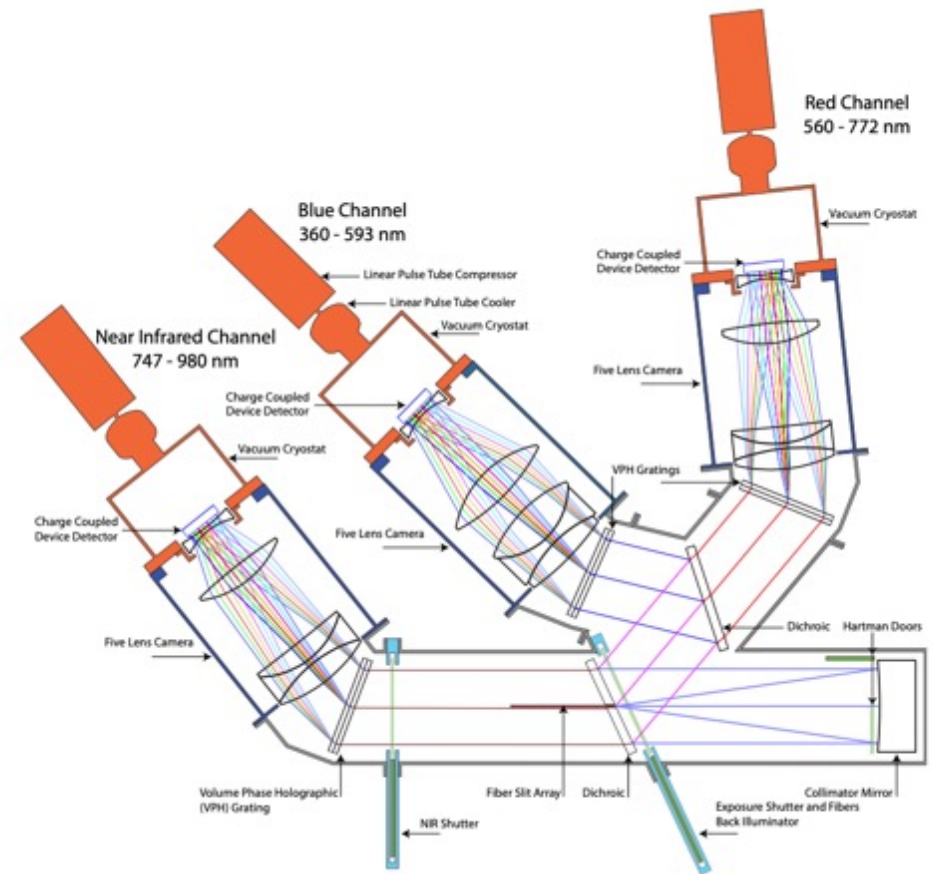 Red Channel
560 - 772 nm
Vacuum Cryostat
Charge Coupled
Device Detector
Five Lens Camera
Blue Channel
360 - 593 nm
Linear Pulse Tube Compressor
Linear Pulse Tube Cooler
Vacuum Cryostat
Charge Coupled
Device Detector
Five Lens Camera
VPH Gratings
Near Infrared Channel
747 - 980 nm
Vacuum Cryostat
Charge Coupled
Device Detector
Five Lens Camera
Dichroic
Hartman Doors
Volume Phase Holographic
(VPH) Grating
NIR Shutter
Fiber Slit Array
Dichroic
Exposure Shutter and Fibers
Back Illuminator
Collimator Mirror